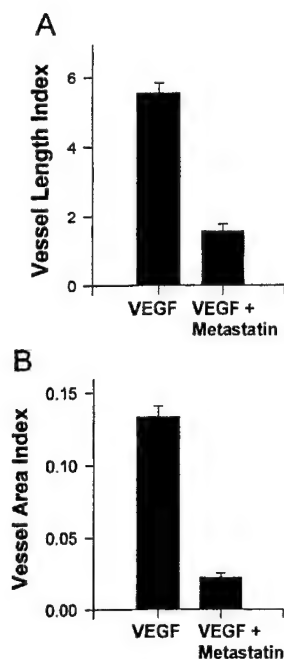 A
Vessel Length Index
6
4
2
0
VEGF VEGF +
Metastatin
B
Vessel Area Index
0.15
0.10
0.05
0.00
VEGF VEGF +
Metastatin